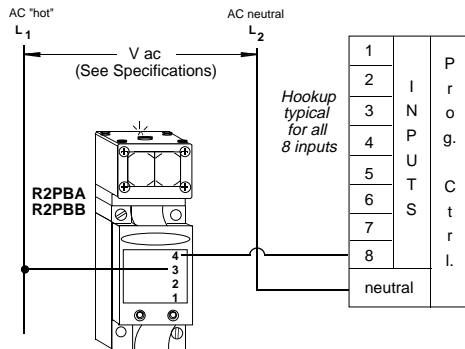 AC "hot"
L1
AC neutral
L2
V ac
(See Specifications)
Hookup
typical
for all
8 inputs
R2PBA
R2PBB
4
3
2
1
1
2
3
4
5
6
7
8
neutral
INPUTS
Prog. Ctrl.